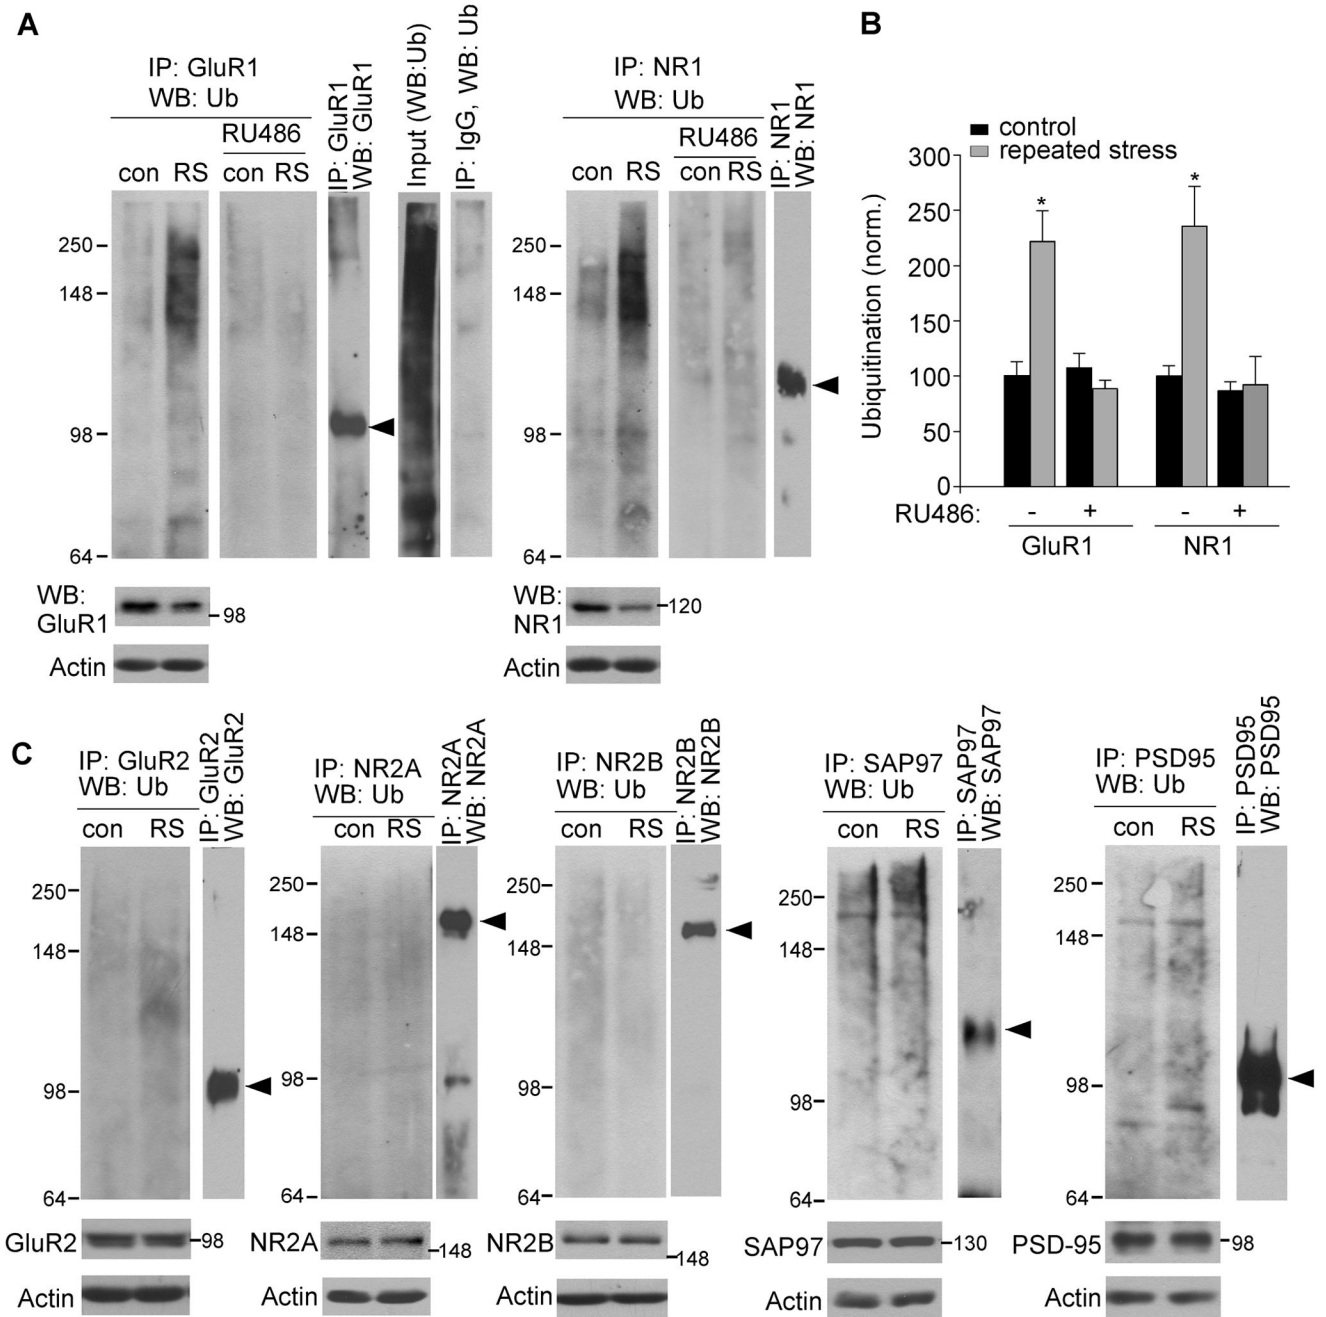 A
IP: GluR1
WB: Ub
RU486
con RS con RS
IP: GluR1
WB: GluR1
Input (WB:Ub)
IP: IgG, WB: Ub
250
148
98
64
WB:
GluR1
98
Actin
IP: NR1
WB: Ub
RU486
con RS con RS
IP: NR1
WB: NR1
250
148
98
64
WB:
NR1
120
Actin
B
control
repeated stress
Ubiquitination (norm.)
300
250
200
150
100
50
0
* *
RU486: - + - +
GluR1 NR1
C
IP: GluR2
WB: Ub
con RS
IP: GluR2
WB: GluR2
250
148
98
64
GluR2 98
Actin
IP: NR2A
WB: Ub
con RS
IP: NR2A
WB: NR2A
250
148
98
64
NR2A 148
Actin
IP: NR2B
WB: Ub
con RS
IP: NR2B
WB: NR2B
250
148
98
64
NR2B 148
Actin
IP: SAP97
WB: Ub
con RS
IP: SAP97
WB: SAP97
250
148
98
64
SAP97 130
Actin
IP: PSD95
WB: Ub
con RS
IP: PSD95
WB: PSD95
250
148
98
64
PSD-95 98
Actin